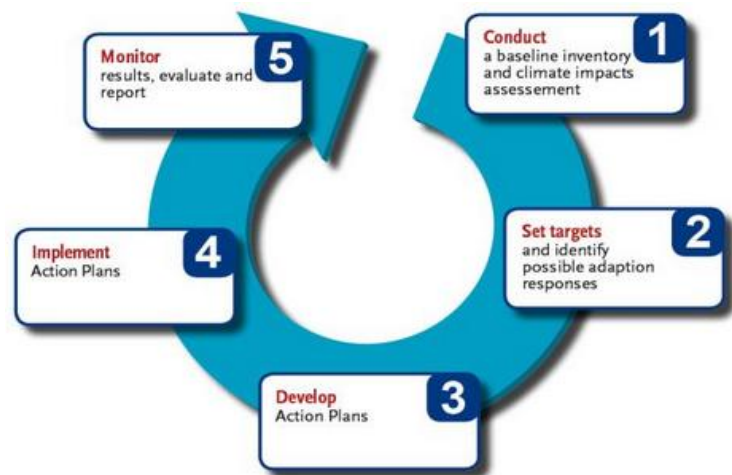 1
Conduct
a baseline inventory
and climate impacts
assessement
2
Set targets
and identify
possible adaption
responses
3
Develop
Action Plans
4
Implement
Action Plans
5
Monitor
results, evaluate and
report